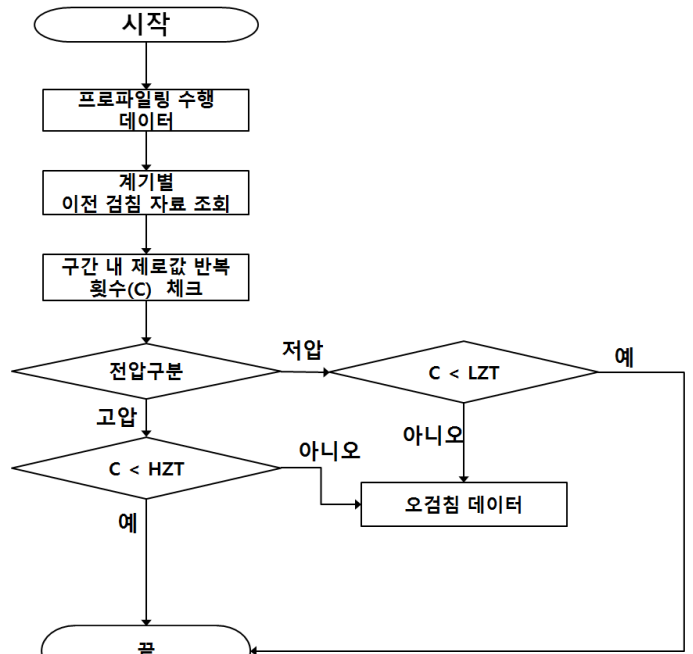 시작
프로파일링 수행
데이터
계기별
이전 검침 자료 조회
구간 내 제로값 반복
횟수(C) 체크
전압구분
저압
C < LZT
예
고압
아니오
아니오
C < HZT
오검침 데이터
예
끝